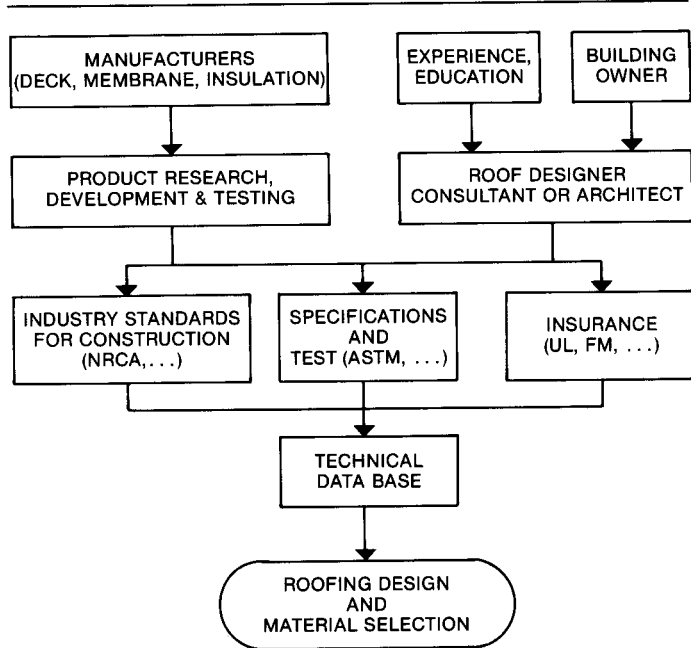 MANUFACTURERS
(DECK, MEMBRANE, INSULATION)
EXPERIENCE,
EDUCATION
BUILDING
OWNER
PRODUCT RESEARCH,
DEVELOPMENT & TESTING
ROOF DESIGNER
CONSULTANT OR ARCHITECT
INDUSTRY STANDARDS
FOR CONSTRUCTION
(NRCA, . . .)
SPECIFICATIONS
AND
TEST (ASTM, . . .)
INSURANCE
(UL, FM, . . .)
TECHNICAL
DATA BASE
ROOFING DESIGN
AND
MATERIAL SELECTION